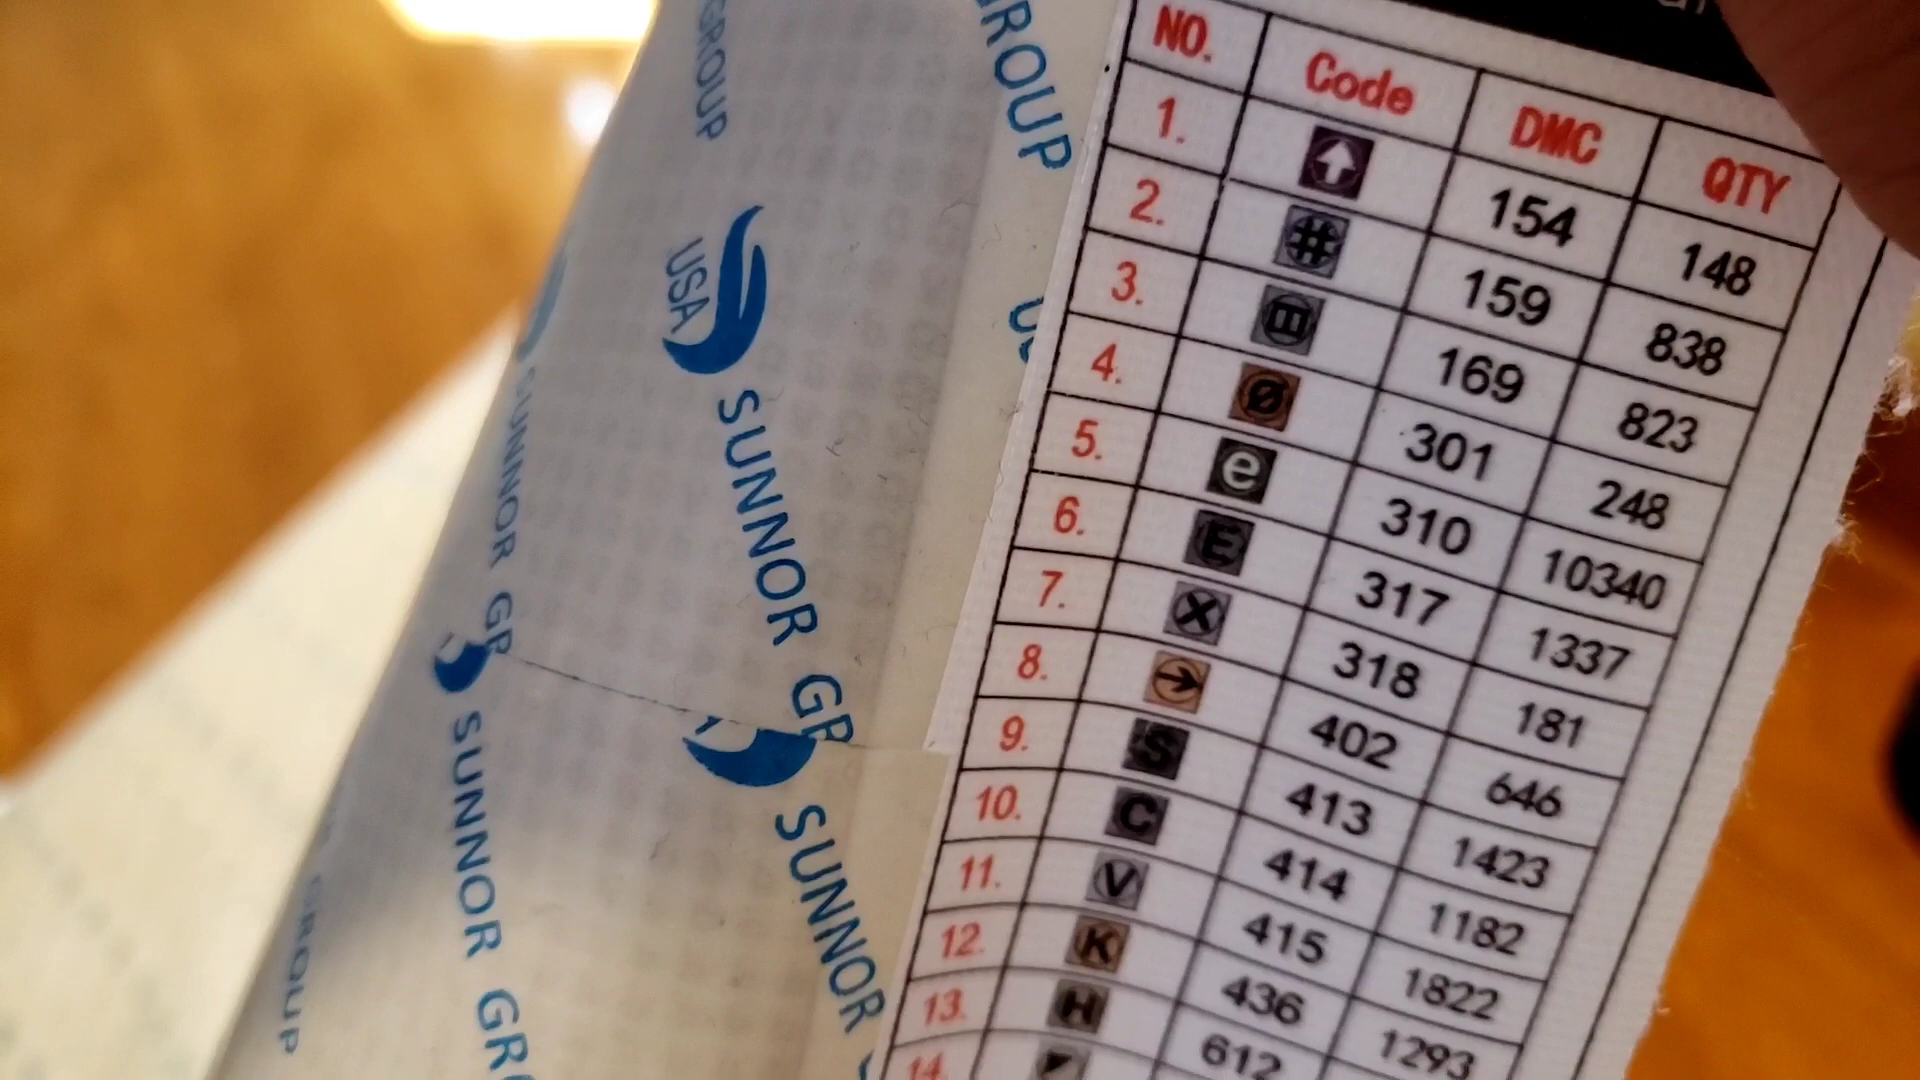 NO. Code DMC QTY
1. ↑ 154 148
2. # 159 838
3. 169 823
4. ø 301 248
5. e 310 10340
6. E 317 1337
7. X 318 181
8. → 402 646
9. S 413 1423
10. C 414 1182
11. V 415 1822
12. K 436 1293
13. H 612
14.
GROUP
GROUP
USA
SUNNOR GR
SUNNOR GR
SUNNOR
SUNNOR GR
GROUP